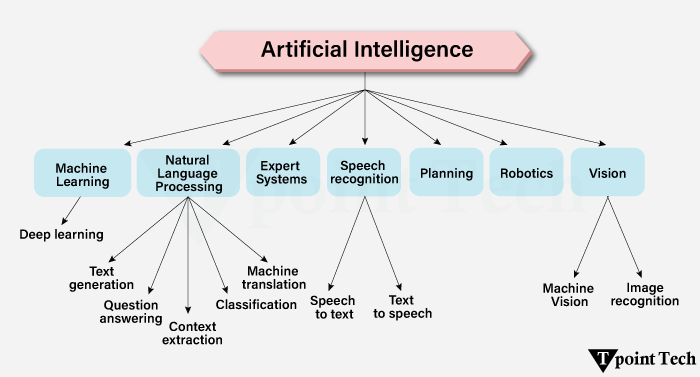 Artificial Intelligence
Machine
Learning
Natural
Language
Processing
Expert
Systems
Speech
recognition
Planning
Robotics
Vision
Deep learning
Text
generation
Question
answering
Context
extraction
Classification
Machine
translation
Speech
to text
Text
to speech
Machine
Vision
Image
recognition
Tpoint Tech